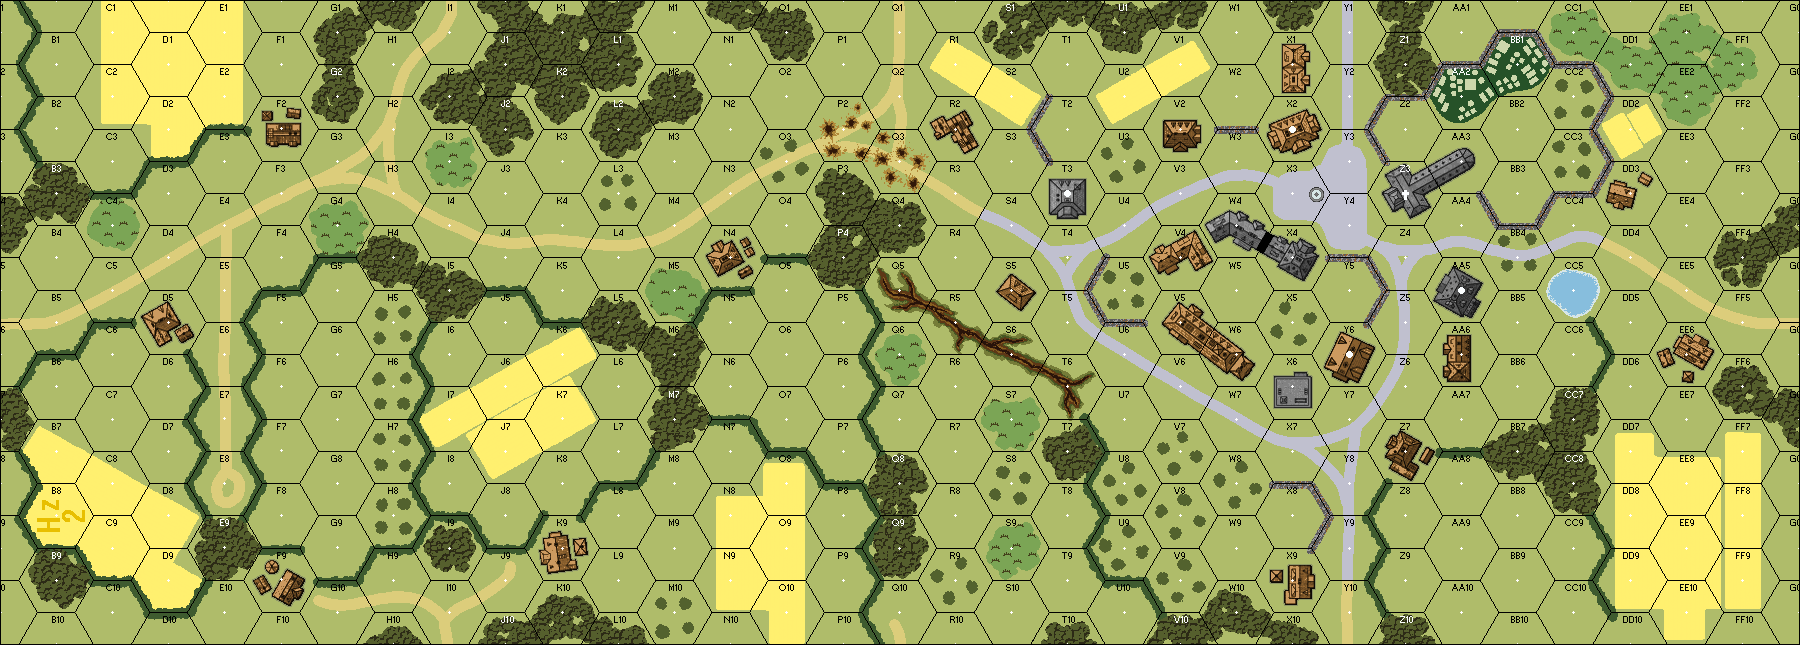 C1 E1 G1 I1 K1 M1 O1 Q1 S1 U1 W1 Y1 AA1 CC1 EE1
B1 D1 F1 H1 J1 L1 N1 P1 R1 T1 V1 X1 Z1 BB1 DD1 FF1
C2 E2 G2 I2 K2 M2 O2 Q2 S2 U2 W2 Y2 AA2 CC2 EE2
B2 D2 F2 H2 J2 L2 N2 P2 R2 T2 V2 X2 Z2 BB2 DD2 FF2
C3 E3 G3 I3 K3 M3 O3 Q3 S3 U3 W3 Y3 AA3 CC3 EE3
B3 D3 F3 H3 J3 L3 N3 P3 R3 T3 V3 X3 Z3 BB3 DD3 FF3
C4 E4 G4 I4 K4 M4 O4 Q4 S4 U4 W4 Y4 AA4 CC4 EE4
B4 D4 F4 H4 J4 L4 N4 P4 R4 T4 V4 X4 Z4 BB4 DD4 FF4
C5 E5 G5 I5 K5 M5 O5 Q5 S5 U5 W5 Y5 AA5 CC5 EE5
B5 D5 F5 H5 J5 L5 N5 P5 R5 T5 V5 X5 Z5 BB5 DD5 FF5
C6 E6 G6 I6 K6 M6 O6 Q6 S6 U6 W6 Y6 AA6 CC6 EE6
B6 D6 F6 H6 J6 L6 N6 P6 R6 T6 V6 X6 Z6 BB6 DD6 FF6
C7 E7 G7 I7 K7 M7 O7 Q7 S7 U7 W7 Y7 AA7 CC7 EE7
B7 D7 F7 H7 J7 L7 N7 P7 R7 T7 V7 X7 Z7 BB7 DD7 FF7
C8 E8 G8 I8 K8 M8 O8 Q8 S8 U8 W8 Y8 AA8 CC8 EE8
B8 D8 F8 H8 J8 L8 N8 P8 R8 T8 V8 X8 Z8 BB8 DD8 FF8
Hz
2
C9 E9 G9 I9 K9 M9 O9 Q9 S9 U9 W9 Y9 AA9 CC9 EE9
B9 D9 F9 H9 J9 L9 N9 P9 R9 T9 V9 X9 Z9 BB9 DD9 FF9
C10 E10 G10 I10 K10 M10 O10 Q10 S10 U10 W10 Y10 AA10 CC10 EE10
B10 D10 F10 H10 J10 L10 N10 P10 R10 T10 V10 X10 Z10 BB10 DD10 FF10